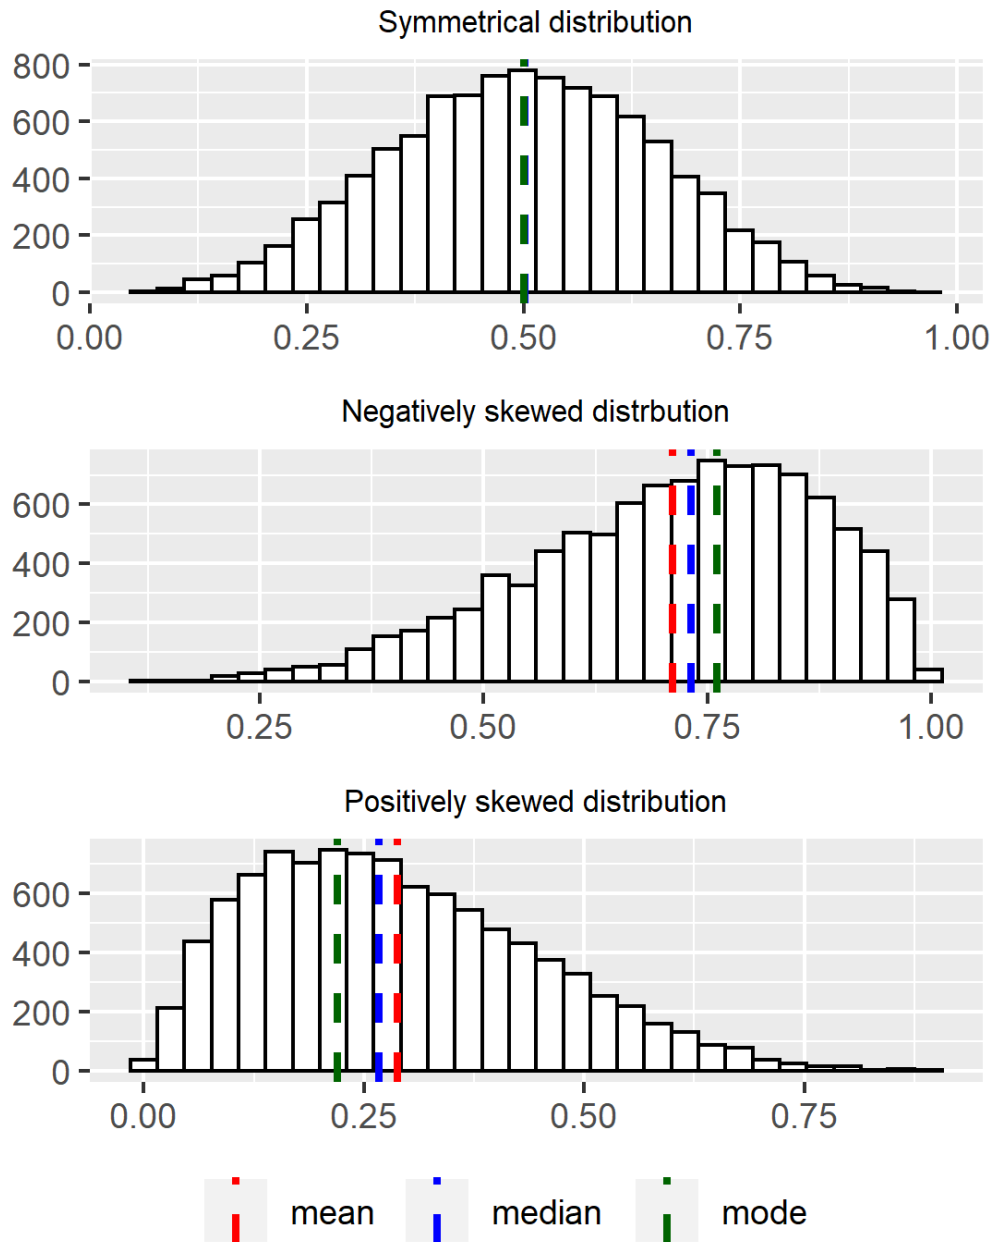 Symmetrical distribution
800
600
400
200
0
0.00 0.25 0.50 0.75 1.00
Negatively skewed distrbution
600
400
200
0
0.25 0.50 0.75 1.00
Positively skewed distribution
600
400
200
0
0.00 0.25 0.50 0.75
mean median mode